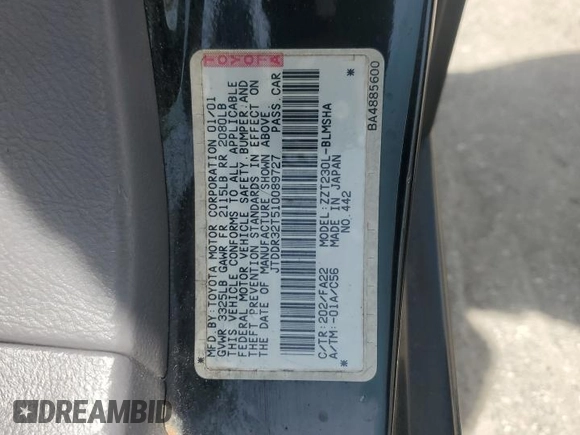 TOYOTA
MFD. BY: TOYOTA MOTOR CORPORATION 01/01
GVWR 3325LB GAWR FR 2115LB RR 2080LB
THIS VEHICLE CONFORMS TO ALL APPLICABLE
FEDERAL MOTOR VEHICLE SAFETY, BUMPER, AND
THEFT PREVENTION STANDARDS IN EFFECT ON
THE DATE OF MANUFACTURE SHOWN ABOVE.
JTDDR32T510089727 PASS. CAR
C/TR:202/FA22 MODEL:ZZT230L-BLMSHA
A/TM:-01A/C56 MADE IN JAPAN
NO. 442
BA4885600
DREAMBID